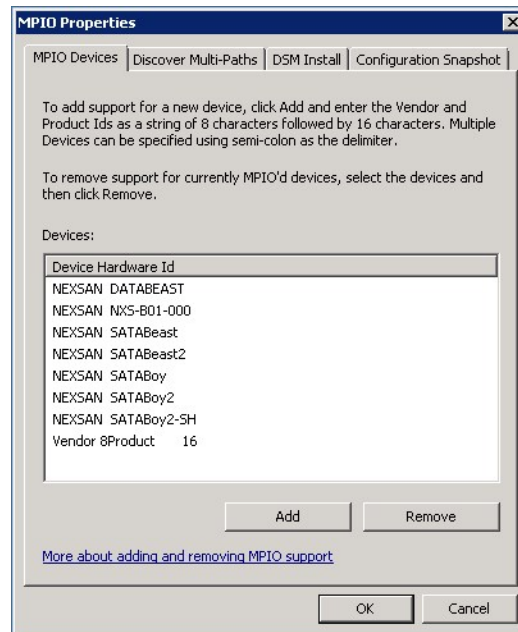 MPIO Properties
MPIO Devices Discover Multi-Paths DSM Install Configuration Snapshot
To add support for a new device, click Add and enter the Vendor and
Product Ids as a string of 8 characters followed by 16 characters. Multiple
Devices can be specified using semi-colon as the delimiter.
To remove support for currently MPIO'd devices, select the devices and
then click Remove.
Devices:
Device Hardware Id
NEXSAN  DATABEAST
NEXSAN  NXS-B01-000
NEXSAN  SATABeast
NEXSAN  SATABeast2
NEXSAN  SATABoy
NEXSAN  SATABoy2
NEXSAN  SATABoy2-SH
Vendor 8Product       16
Add Remove
More about adding and removing MPIO support
OK Cancel